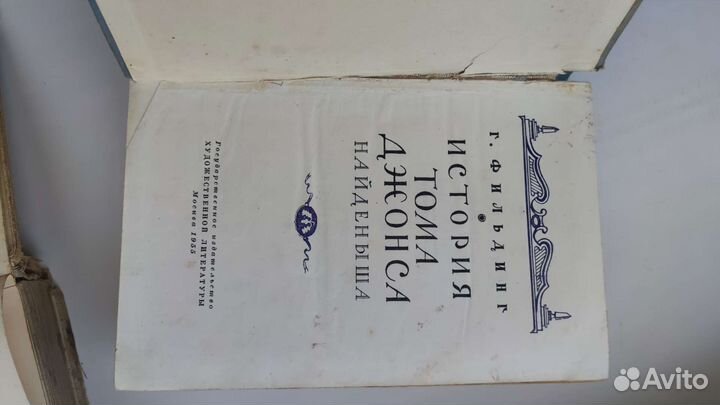 Г. ФИЛЬДИНГ
ИСТОРИЯ
ТОМА
ДЖОНСА
НАЙДЕНЫША
Государственное издательство
ХУДОЖЕСТВЕННОЙ ЛИТЕРАТУРЫ
Москва 1955
Avito